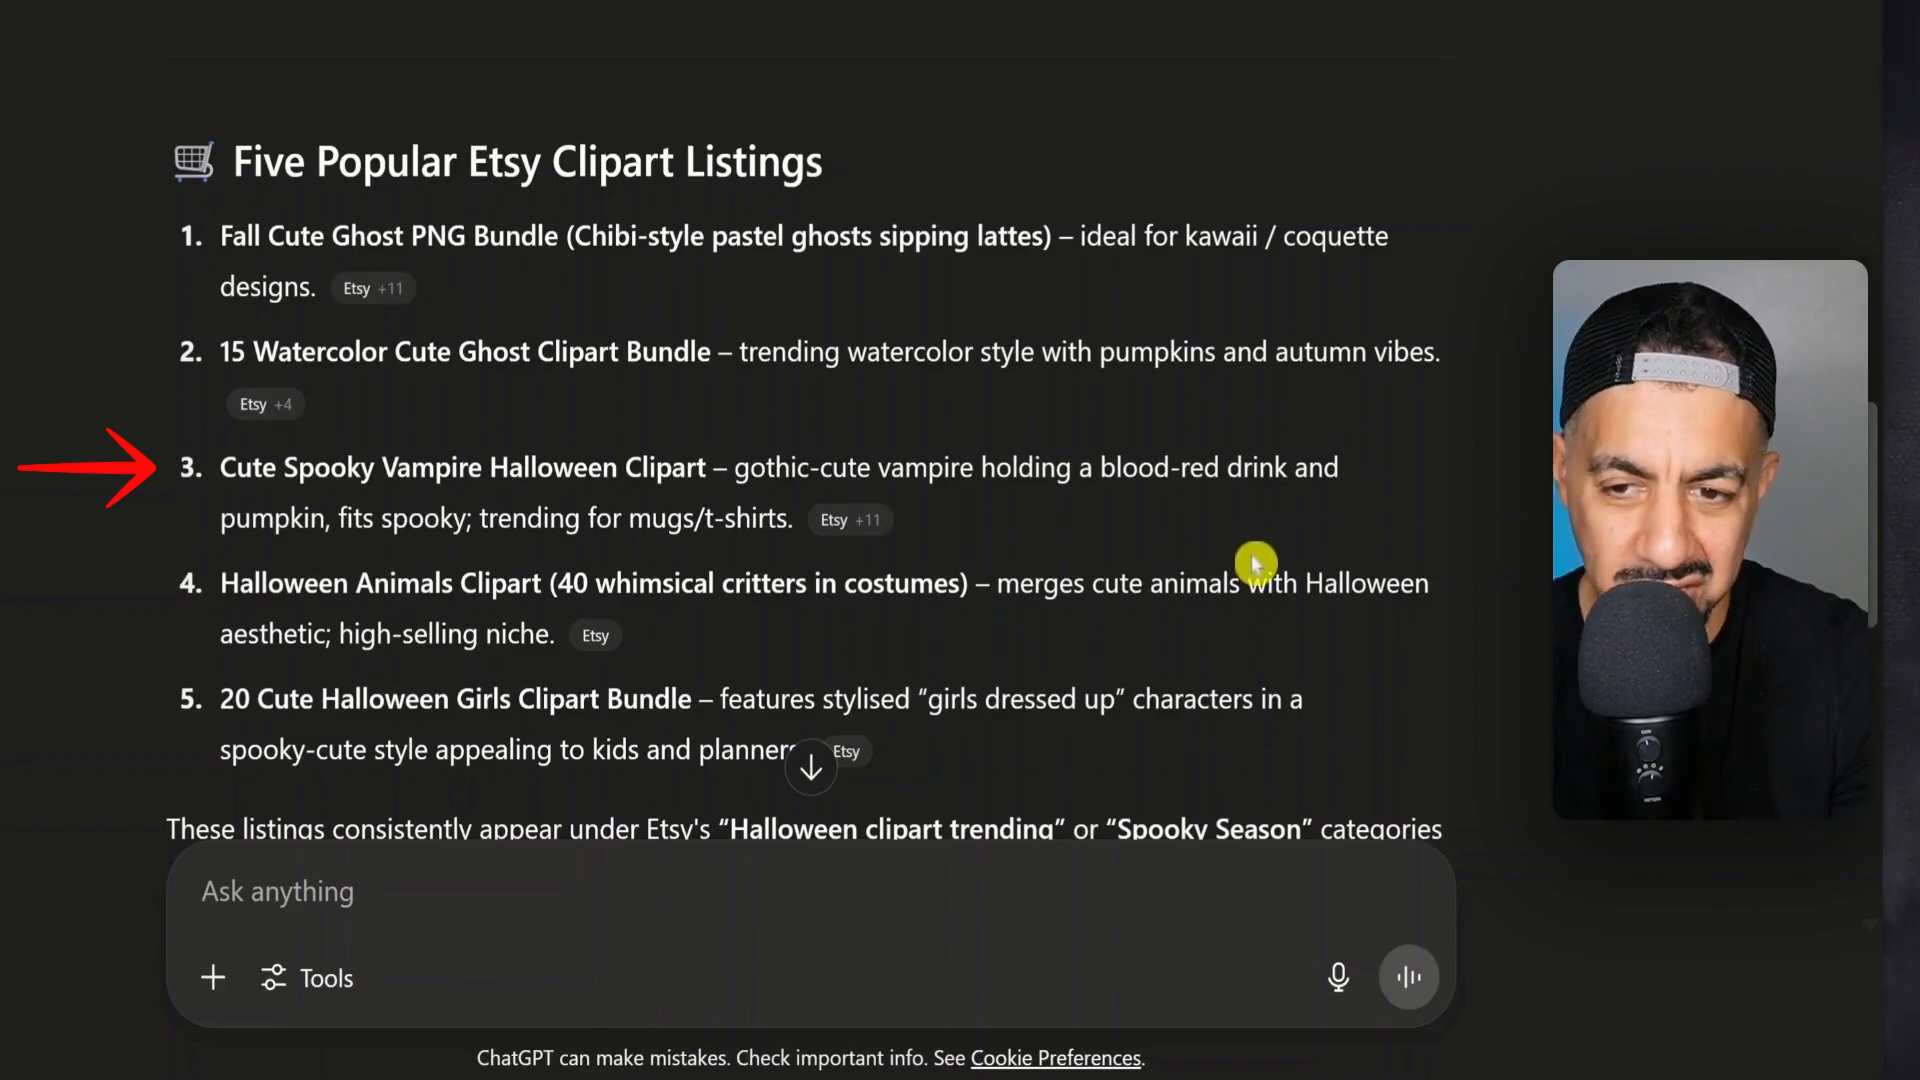 Five Popular Etsy Clipart Listings
1. Fall Cute Ghost PNG Bundle (Chibi-style pastel ghosts sipping lattes) – ideal for kawaii / coquette
designs. Etsy +11
2. 15 Watercolor Cute Ghost Clipart Bundle – trending watercolor style with pumpkins and autumn vibes.
Etsy +4
3. Cute Spooky Vampire Halloween Clipart – gothic-cute vampire holding a blood-red drink and
pumpkin, fits spooky; trending for mugs/t-shirts. Etsy +11
4. Halloween Animals Clipart (40 whimsical critters in costumes) – merges cute animals with Halloween
aesthetic; high-selling niche. Etsy
5. 20 Cute Halloween Girls Clipart Bundle – features stylised “girls dressed up” characters in a
spooky-cute style appealing to kids and planners Etsy
These listings consistently appear under Etsy's “Halloween clipart trending” or “Spooky Season” categories
Ask anything
Tools
ChatGPT can make mistakes. Check important info. See Cookie Preferences.